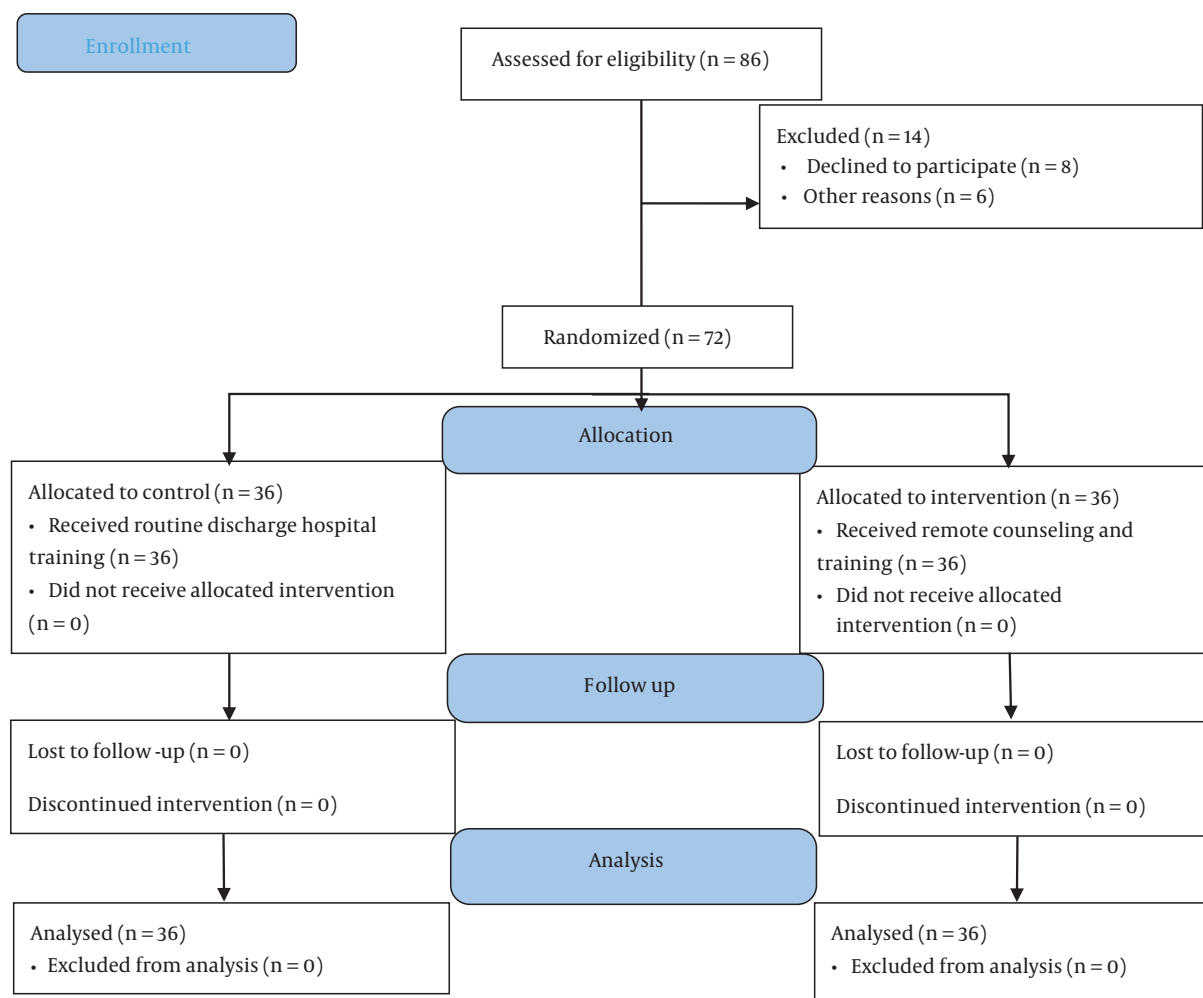 Enrollment
Assessed for eligibility (n = 86)
Excluded (n = 14)
• Declined to participate (n = 8)
• Other reasons (n = 6)
Randomized (n = 72)
Allocation
Allocated to control (n = 36)
• Received routine discharge hospital
training (n = 36)
• Did not receive allocated intervention
(n = 0)
Allocated to intervention (n = 36)
• Received remote counseling and
training (n = 36)
• Did not receive allocated
intervention (n = 0)
Follow up
Lost to follow -up (n = 0)
Discontinued intervention (n = 0)
Lost to follow-up (n = 0)
Discontinued intervention (n = 0)
Analysis
Analysed (n = 36)
• Excluded from analysis (n = 0)
Analysed (n = 36)
• Excluded from analysis (n = 0)